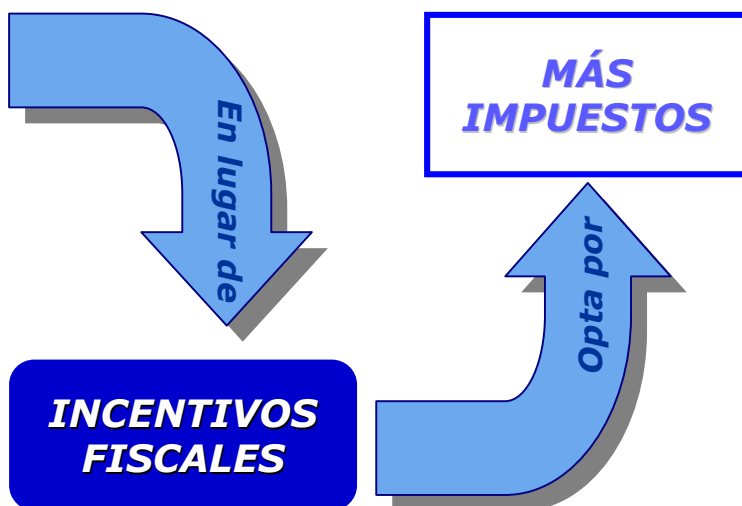 En lugar de
INCENTIVOS
FISCALES
Opta por
MÁS
IMPUESTOS